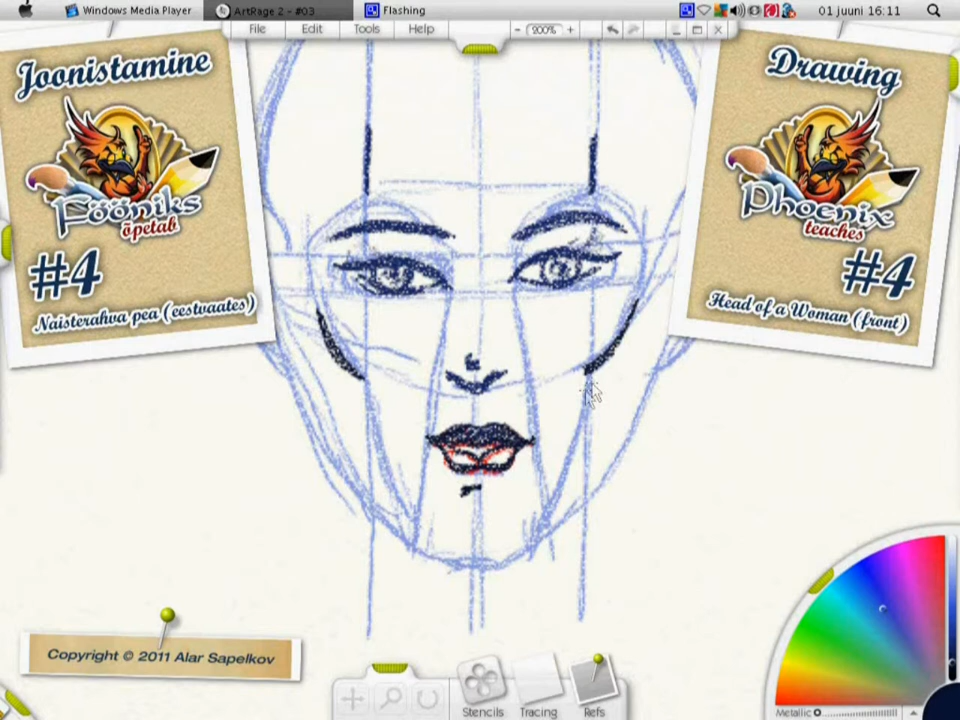 Windows Media Player
ArtRage 2 - #03
Flashing
01 juuni 16:11
File Edit Tools Help
200%
Joonistamine
Fööniks
õpetab
#4
Naisterahva pea (eestvaates)
Drawing
Phoenix
teaches
#4
Head of a Woman (front)
Copyright © 2011 Alar Sapelkov
Stencils Tracing Refs
Metallic